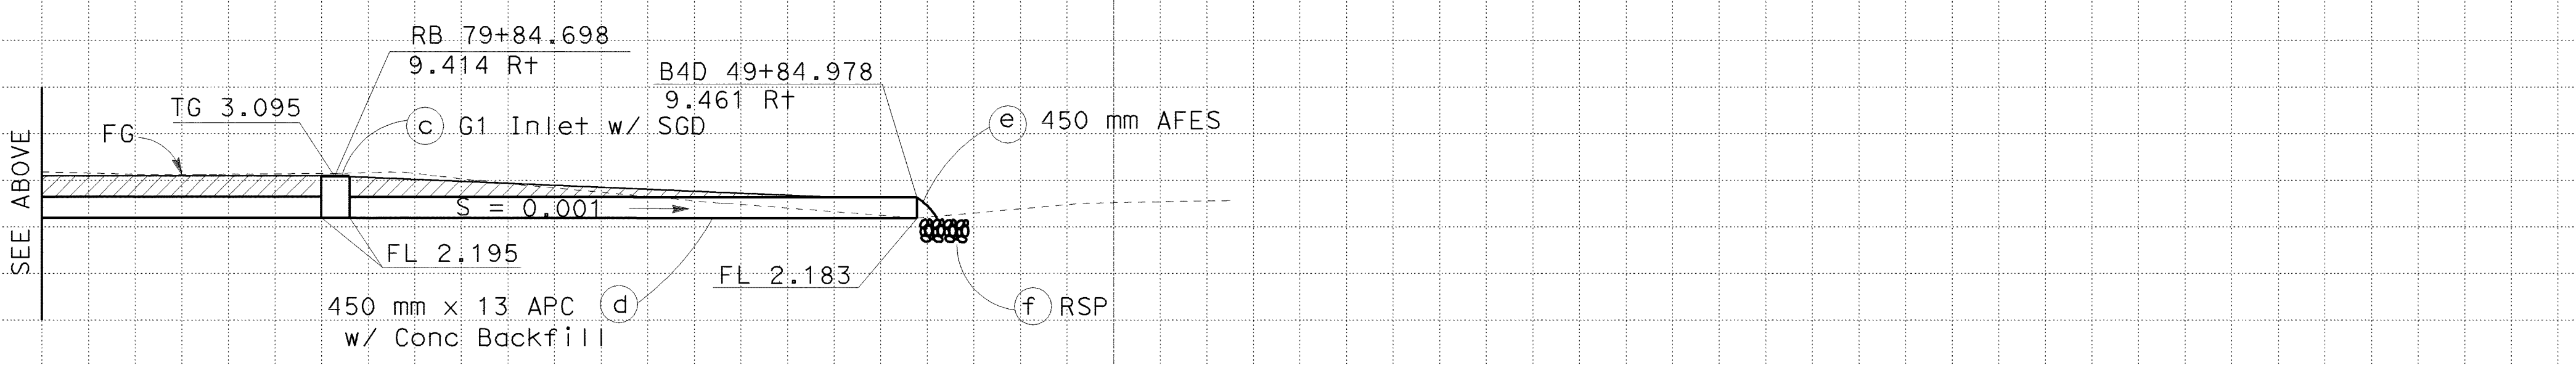 RB 79+84.698
9.414 Rt
B4D 49+84.978
9.461 Rt
TG 3.095
FG
c G1 Inlet w/ SGD
e 450 mm AFES
SEE ABOVE
S = 0.001
FL 2.195
FL 2.183
450 mm x 13 APC d
w/ Conc Backfill
f RSP